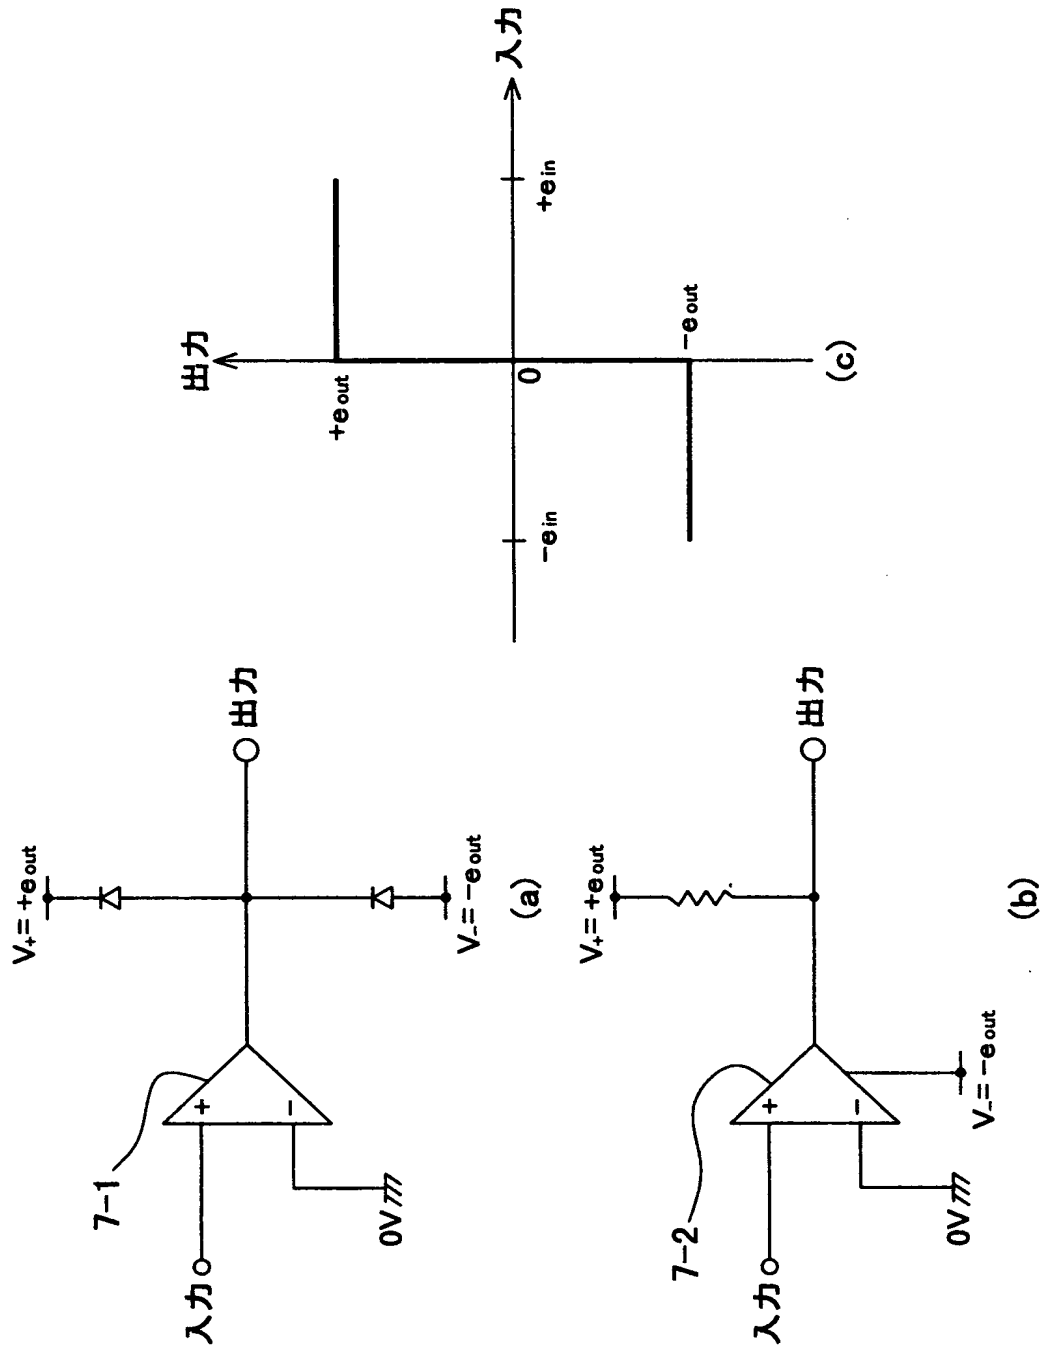 V₊=+eout
7-1
+
−
入力
0V
出力
V₋=−eout
(a)
V₊=+eout
7-2
+
−
入力
0V
出力
V₋=−eout
(b)
出力
+eout
入力
−ein
0
+ein
−eout
(c)